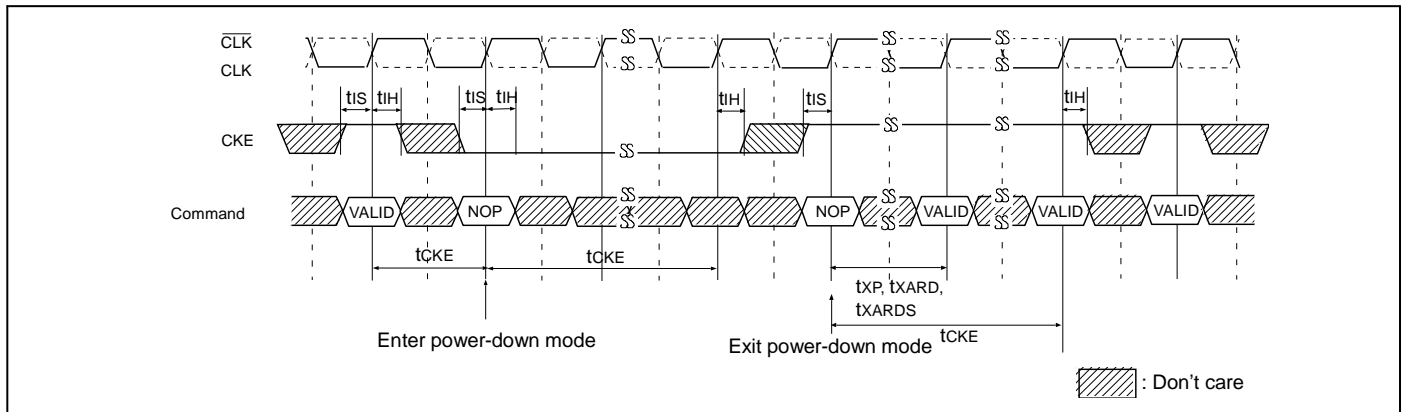 CLK
CLK
tIS tIH tIS tIH tIH tIS tIH
CKE
Command VALID NOP NOP VALID VALID VALID
tCKE tCKE
tXP, tXARD,
tXARDS
tCKE
Enter power-down mode Exit power-down mode
: Don't care